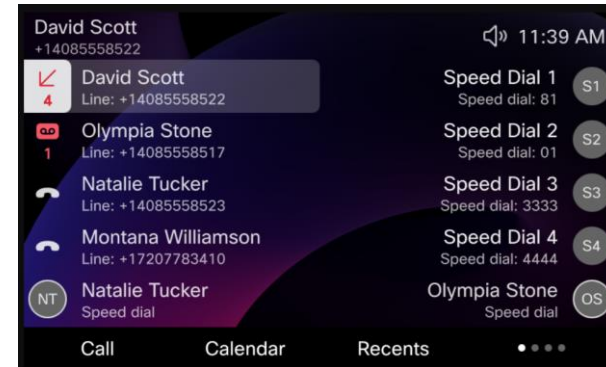 David Scott
+14085558522
11:39 AM
David Scott
4
Line: +14085558522
Speed Dial 1
Speed dial: 81
S1
Olympia Stone
1
Line: +14085558517
Speed Dial 2
Speed dial: 01
S2
Natalie Tucker
Line: +14085558523
Speed Dial 3
Speed dial: 3333
S3
Montana Williamson
Line: +17207783410
Speed Dial 4
Speed dial: 4444
S4
NT
Natalie Tucker
Speed dial
Olympia Stone
Speed dial
OS
Call Calendar Recents